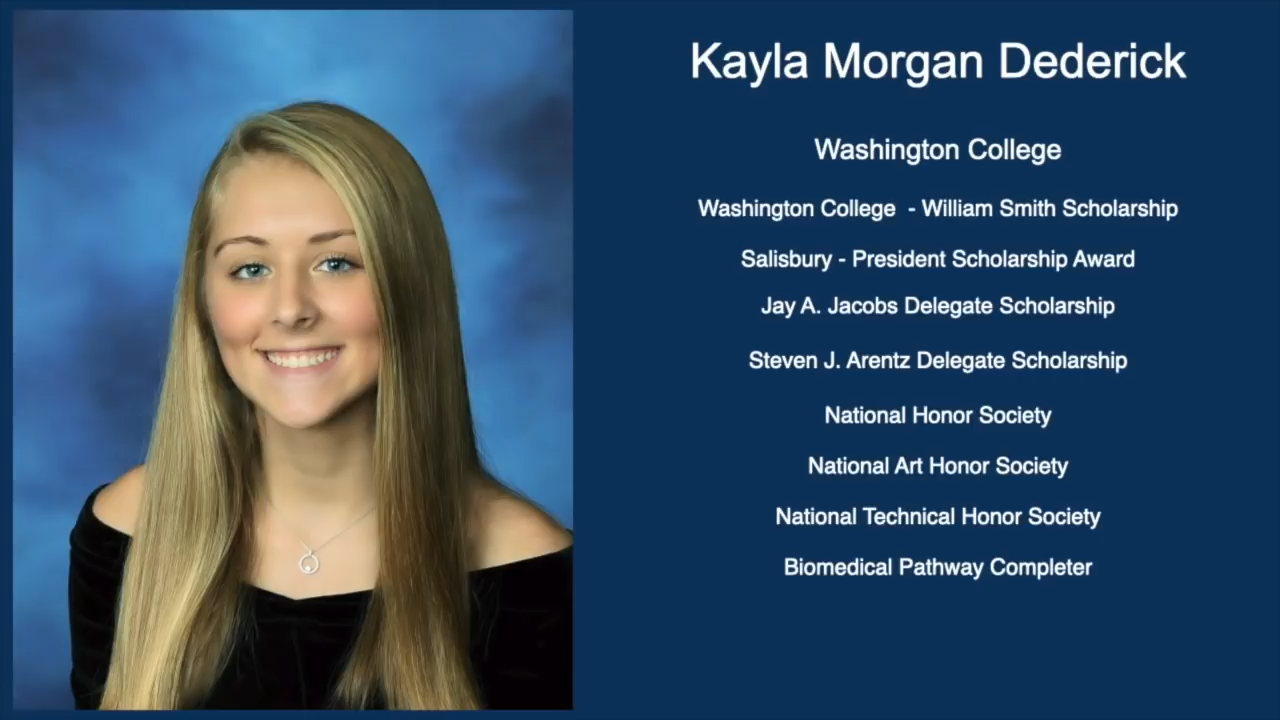 Kayla Morgan Dederick
Washington College
Washington College  - William Smith Scholarship
Salisbury - President Scholarship Award
Jay A. Jacobs Delegate Scholarship
Steven J. Arentz Delegate Scholarship
National Honor Society
National Art Honor Society
National Technical Honor Society
Biomedical Pathway Completer